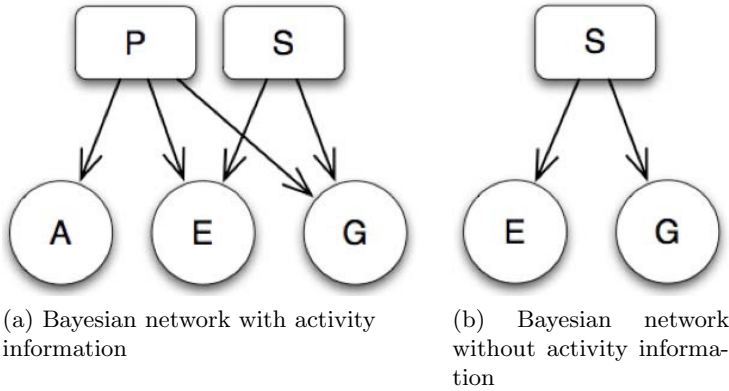 P S
A E G
(a) Bayesian network with activity
information
S
E G
(b) Bayesian network
without activity informa-
tion